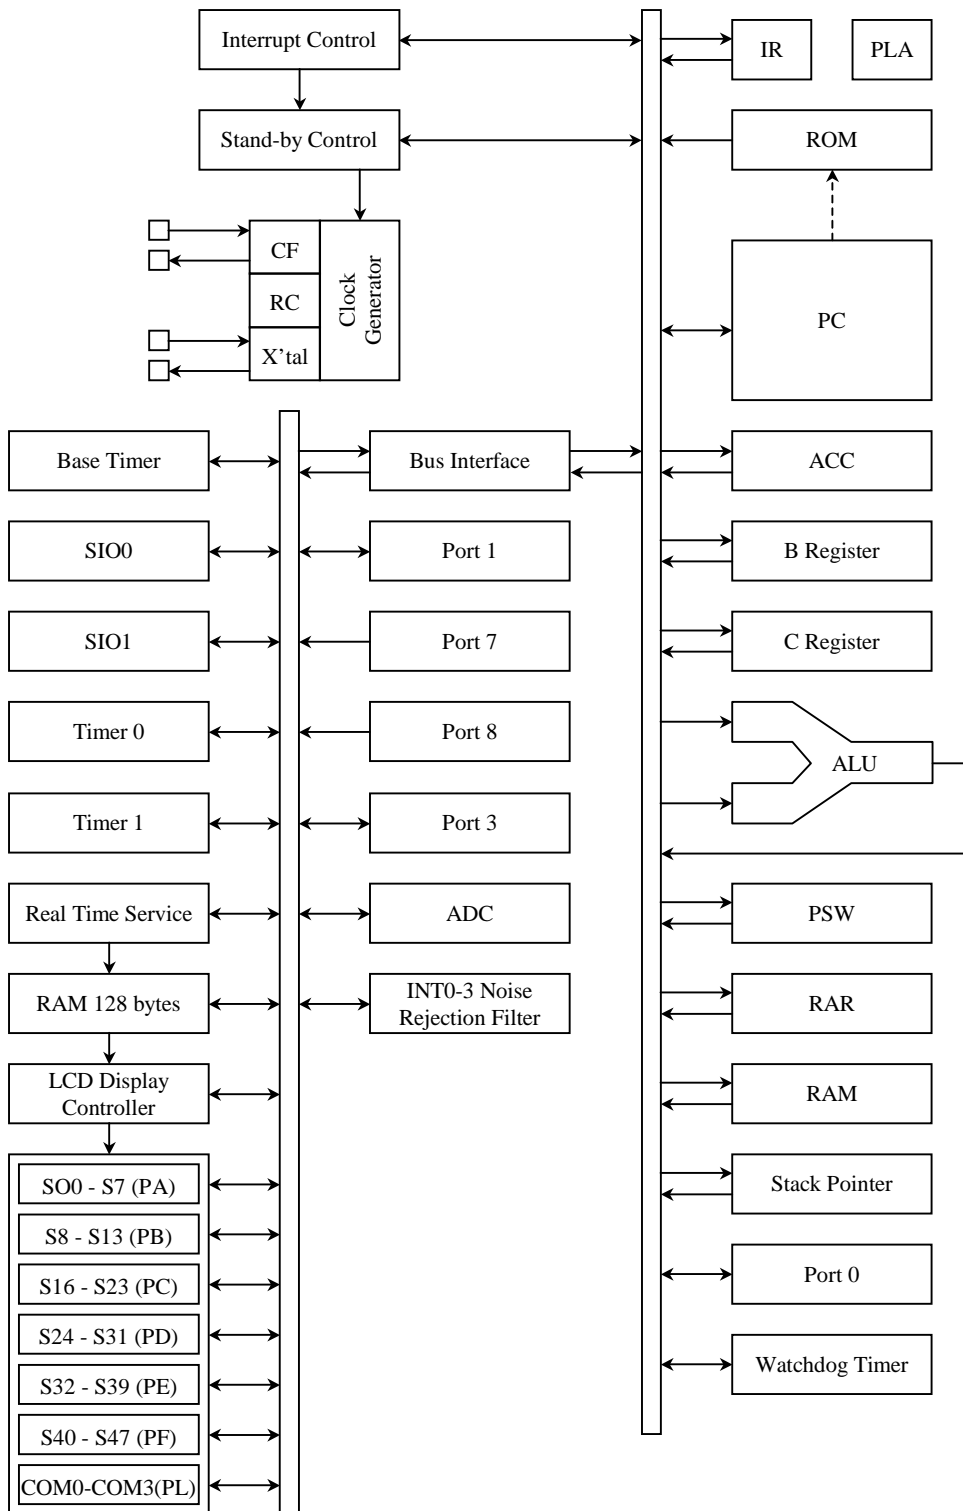 Interrupt Control
IR
PLA
Stand-by Control
ROM
CF
RC
X'tal
Clock
Generator
PC
Base Timer
Bus Interface
ACC
SIO0
Port 1
B Register
SIO1
Port 7
C Register
Timer 0
Port 8
ALU
Timer 1
Port 3
Real Time Service
ADC
PSW
RAM 128 bytes
INT0-3 Noise
Rejection Filter
RAR
LCD Display
Controller
RAM
SO0 - S7 (PA)
Stack Pointer
S8 - S13 (PB)
S16 - S23 (PC)
Port 0
S24 - S31 (PD)
S32 - S39 (PE)
Watchdog Timer
S40 - S47 (PF)
COM0-COM3(PL)